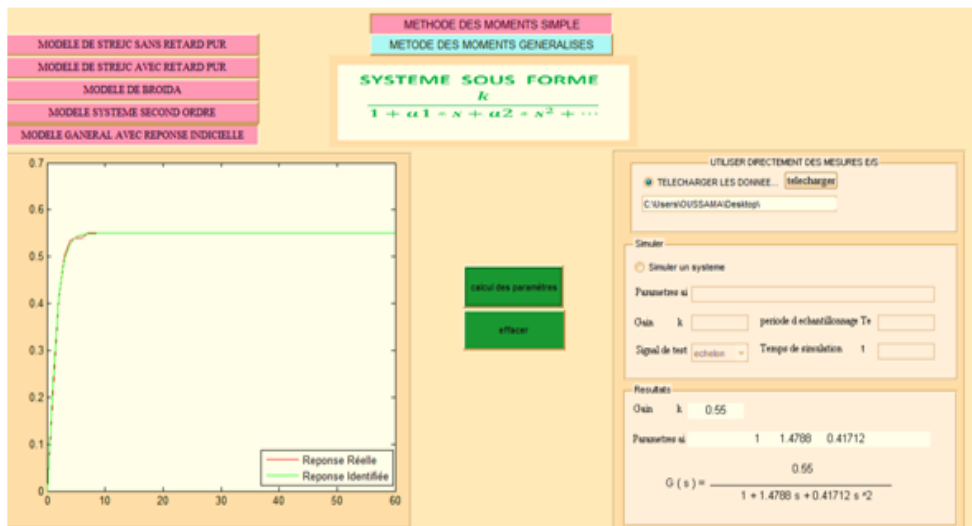 METHODE DES MOMENTS SIMPLE
METODE DES MOMENTS GENERALISES
MODELE DE STREJC SANS RETARD PUR
MODELE DE STREJC AVEC RETARD PUR
MODELE DE BROIDA
MODELE SYSTEME SECOND ORDRE
MODELE GANERAL AVEC REPONSE INDICIELLE
SYSTEME SOUS FORME
k
1 + a1 * s + a2 * s² + ⋯
0.7
0.6
0.5
0.4
0.3
0.2
0.1
0
0 10 20 30 40 50 60
Reponse Réelle
Reponse Identifiée
calcul des paramètres
effacer
UTILISER DIRECTEMENT DES MESURES E/S
TELECHARGER LES DONNEE... telecharger
C:\Users\OUSSAMA\Desktop\
Simuler
Simuler un systeme
Parametres ai
Gain k periode d echantillonnage Te
Signal de test echelon Temps de simulation 1
Resultats
Gain k 0.55
Parametres ai 1 1.4788 0.41712
0.55
G ( s ) =
1 + 1.4788 s + 0.41712 s ^2